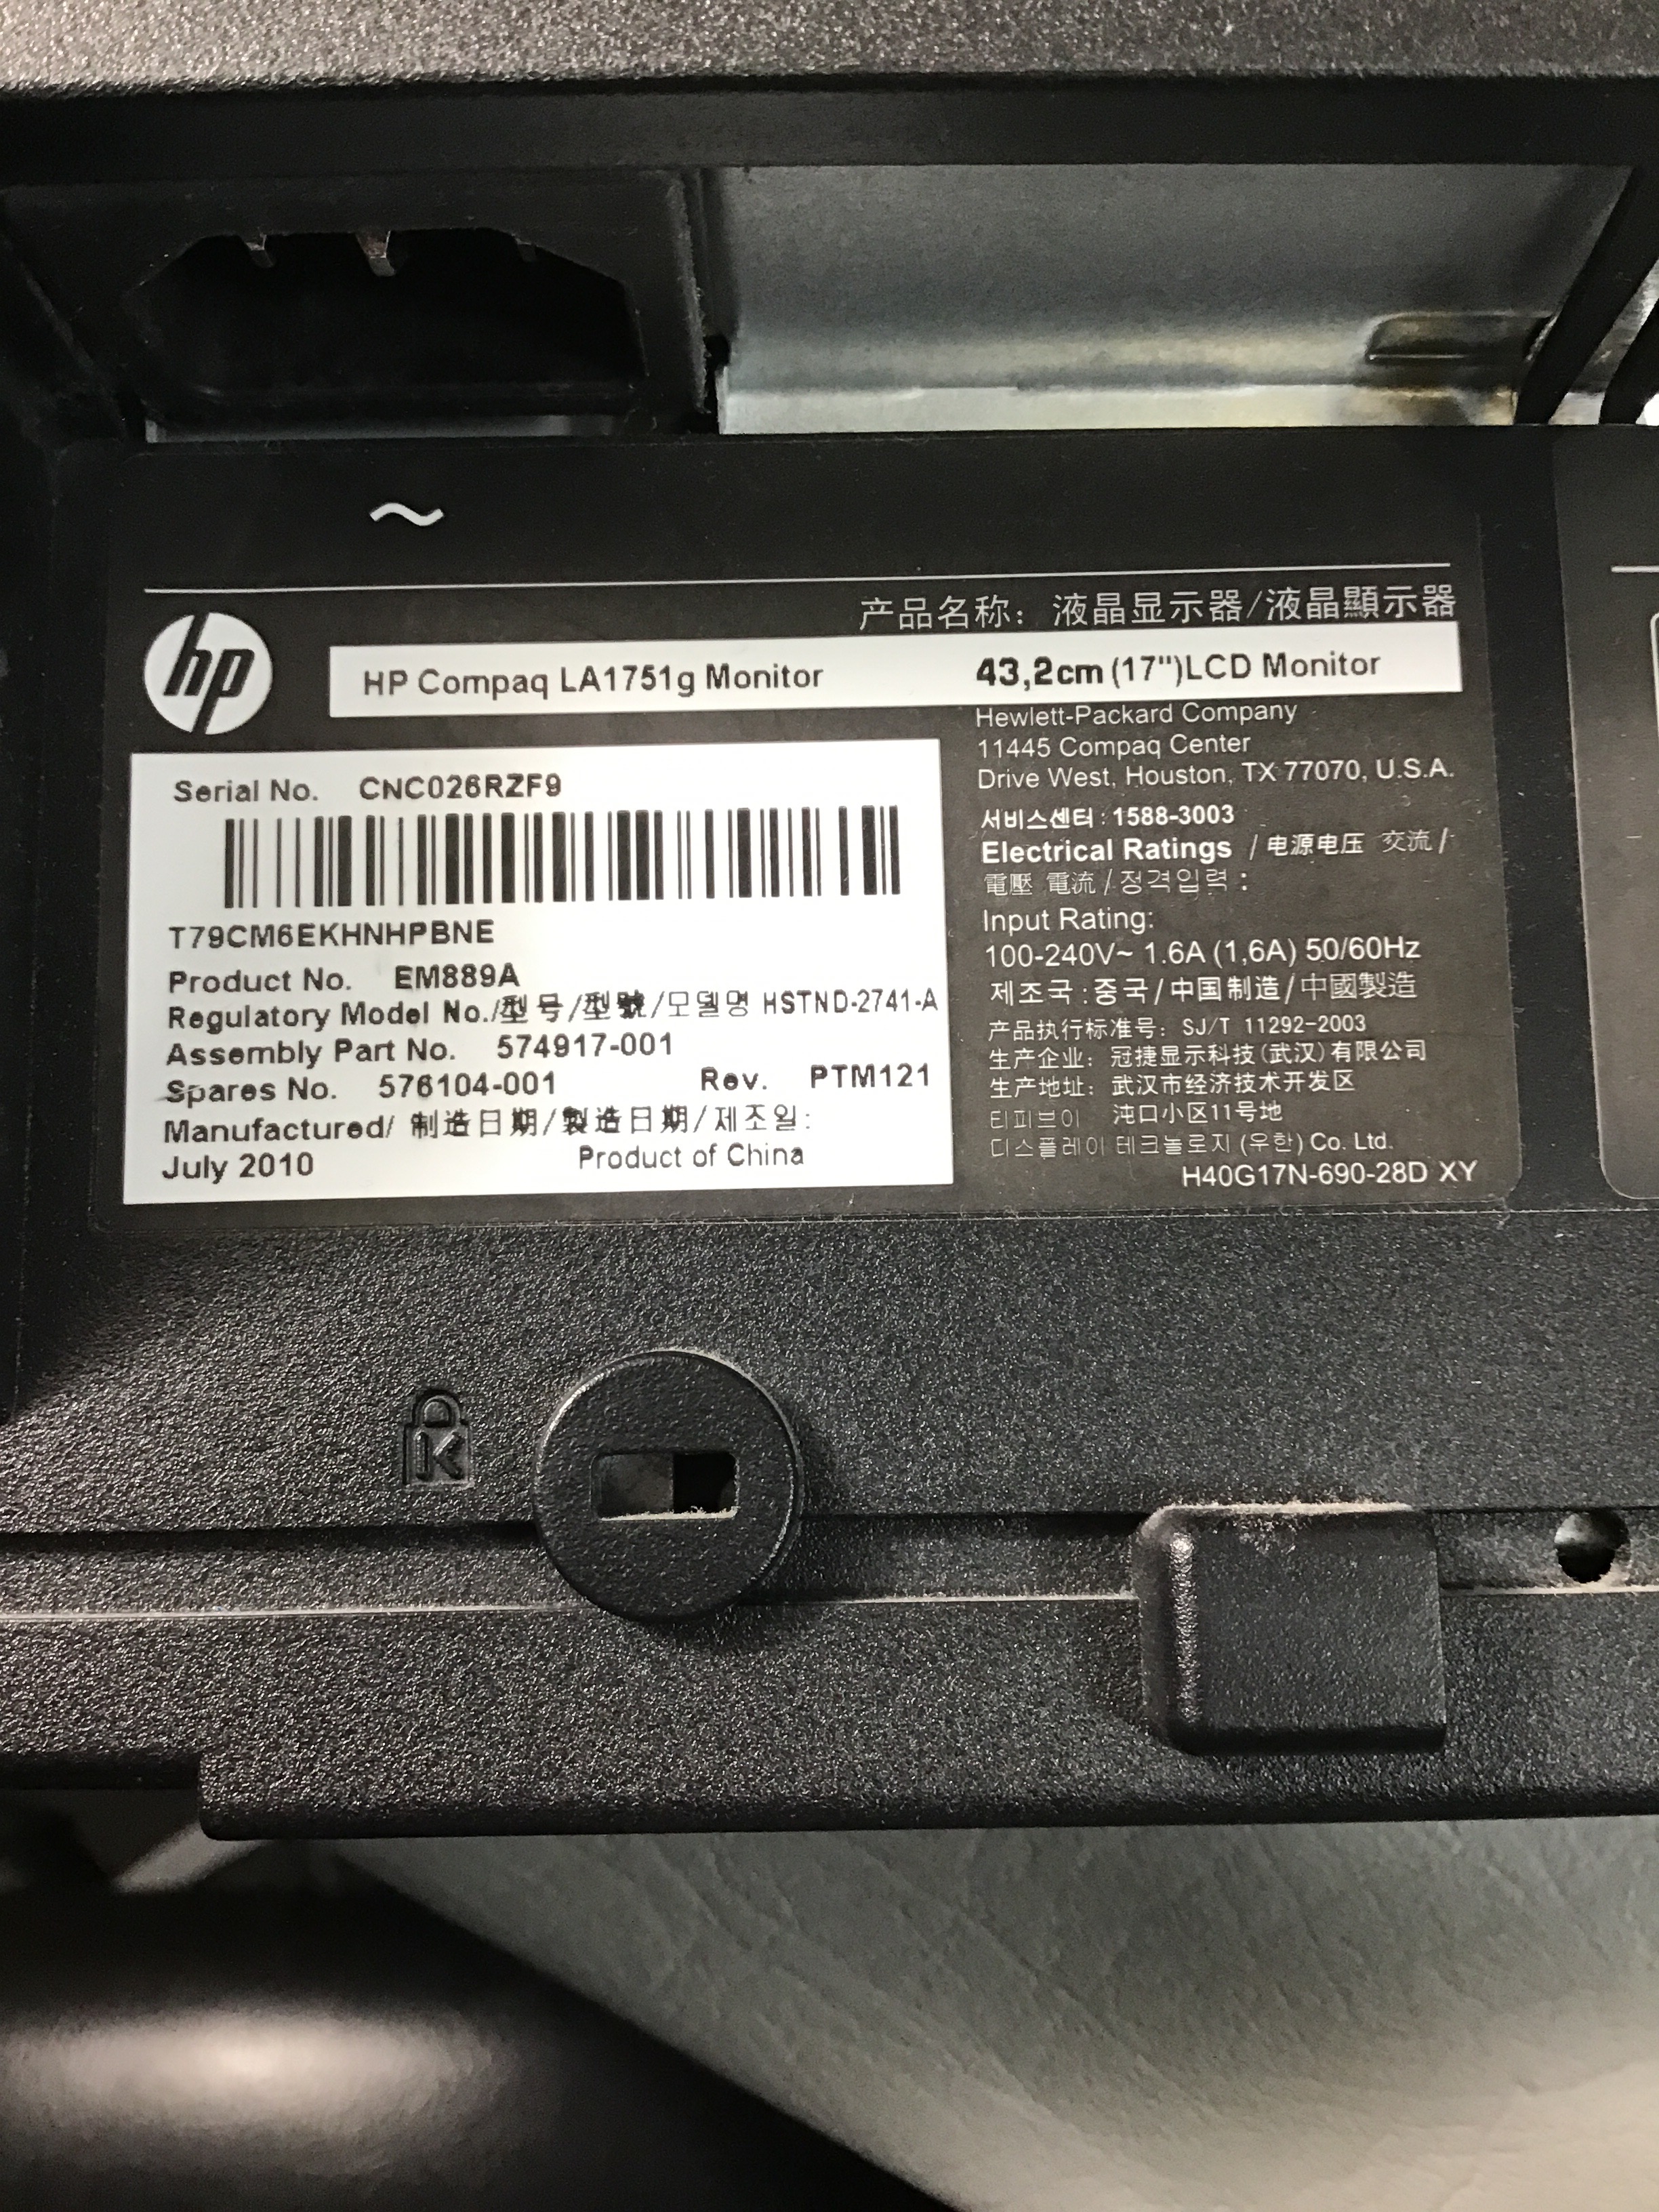 ~
产品名称：液晶显示器/液晶顯示器
hp
HP Compaq LA1751g Monitor 43,2cm (17")LCD Monitor
Serial No. CNC026RZF9
T79CM6EKHNHPBNE
Product No. EM889A
Regulatory Model No./型号/型號/모델명 HSTND-2741-A
Assembly Part No. 574917-001
Spares No. 576104-001 Rev. PTM121
Manufactured/ 制造日期/製造日期/제조일:
July 2010 Product of China
Hewlett-Packard Company
11445 Compaq Center
Drive West, Houston, TX 77070, U.S.A.
서비스센터 : 1588-3003
Electrical Ratings / 电源电压 交流 /
電壓 電流 / 정격입력 :
Input Rating:
100-240V~ 1.6A (1,6A) 50/60Hz
제조국 : 중국 / 中国制造 / 中國製造
产品执行标准号：SJ/T 11292-2003
生产企业：冠捷显示科技(武汉)有限公司
生产地址：武汉市经济技术开发区
티피브이 沌口小区11号地
디스플레이 테크놀로지 (우한) Co. Ltd.
H40G17N-690-28D XY
K